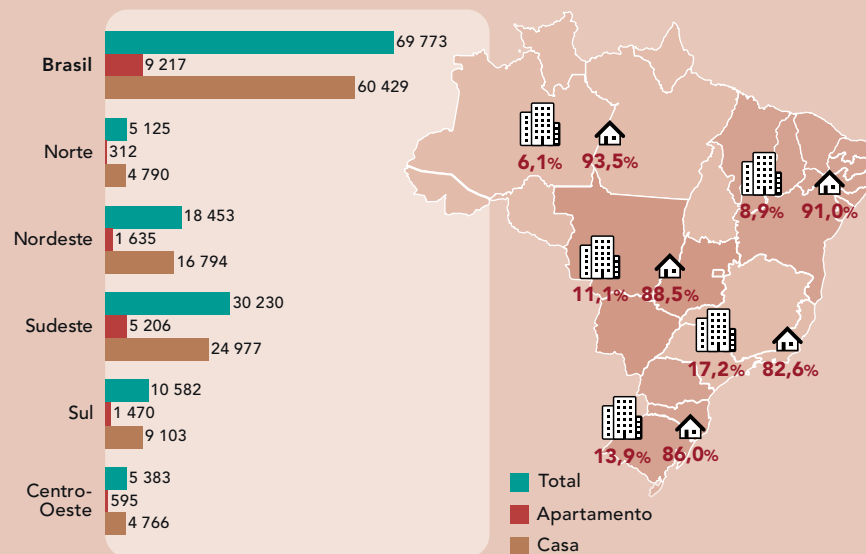 Brasil
69 773
9 217
60 429
Norte
5 125
312
4 790
Nordeste
18 453
1 635
16 794
Sudeste
30 230
5 206
24 977
Sul
10 582
1 470
9 103
Centro-
Oeste
5 383
595
4 766
6,1% 93,5%
8,9% 91,0%
11,1% 88,5%
17,2% 82,6%
13,9% 86,0%
Total
Apartamento
Casa